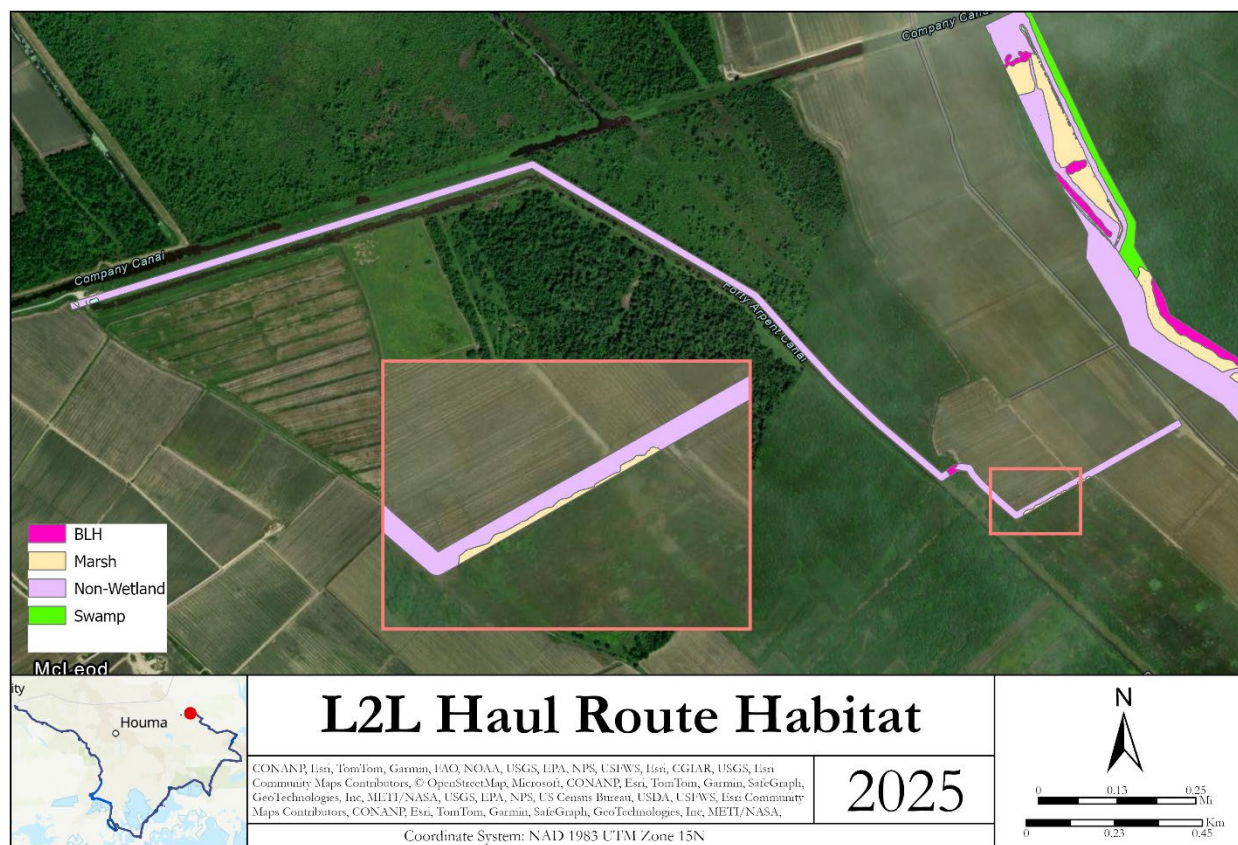 Company Canal
Company Canal
Forty Arpent Canal
BLH
Marsh
Non-Wetland
Swamp
McLeod
ity
Houma
L2L Haul Route Habitat
CONANP, Esri, TomTom, Garmin, FAO, NOAA, USGS, EPA, NPS, USFWS, Esri, CGIAR, USGS, Esri
Community Maps Contributors, © OpenStreetMap, Microsoft, CONANP, Esri, TomTom, Garmin, SafeGraph,
GeoTechnologies, Inc, METI/NASA, USGS, EPA, NPS, US Census Bureau, USDA, USFWS, Esri Community
Maps Contributors, CONANP, Esri, TomTom, Garmin, SafeGraph, GeoTechnologies, Inc, METI/NASA,
Coordinate System: NAD 1983 UTM Zone 15N
2025
N
0 0.13 0.25
Mi
Km
0 0.23 0.45